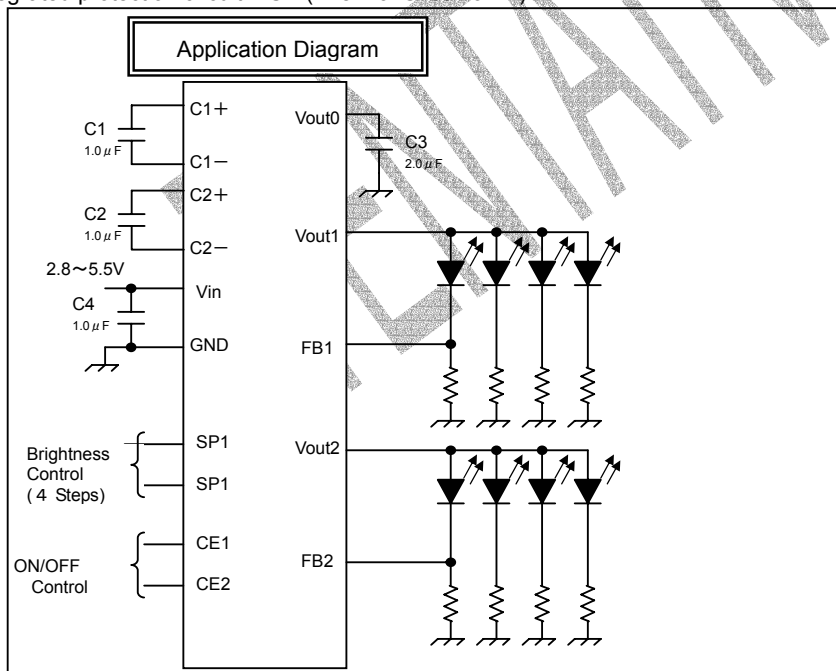 Application Diagram
C1+
C1
1.0μF
C1−
C2+
C2
1.0μF
C2−
2.8～5.5V
Vin
C4
1.0μF
GND
SP1
Brightness
Control
( 4 Steps)
SP1
CE1
ON/OFF
Control
CE2
Vout0
C3
2.0μF
Vout1
FB1
Vout2
FB2